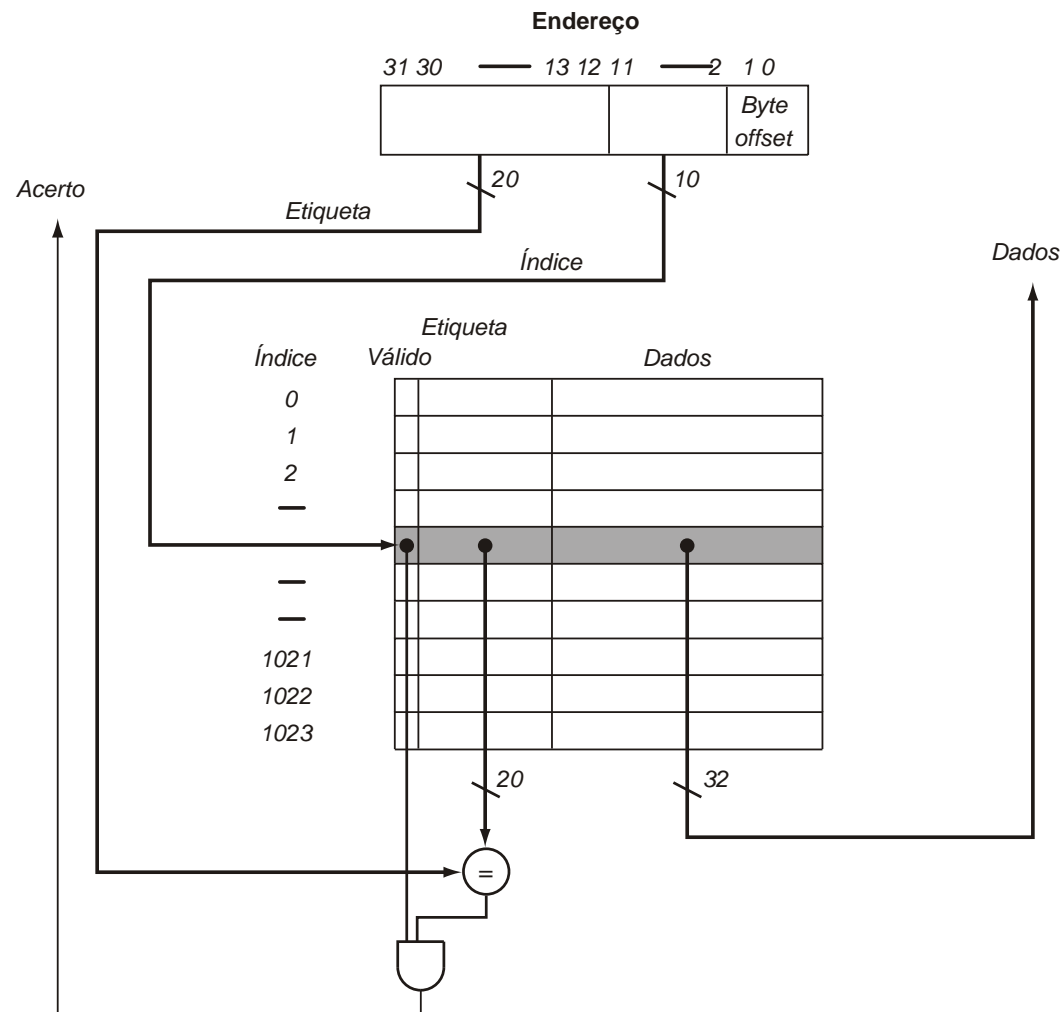 Endereço
31 30 13 12 11 2 1 0
Byte
offset
20
10
Acerto
Etiqueta
Índice
Dados
Etiqueta
Índice
Válido
Dados
0
1
2
1021
1022
1023
20
32
=